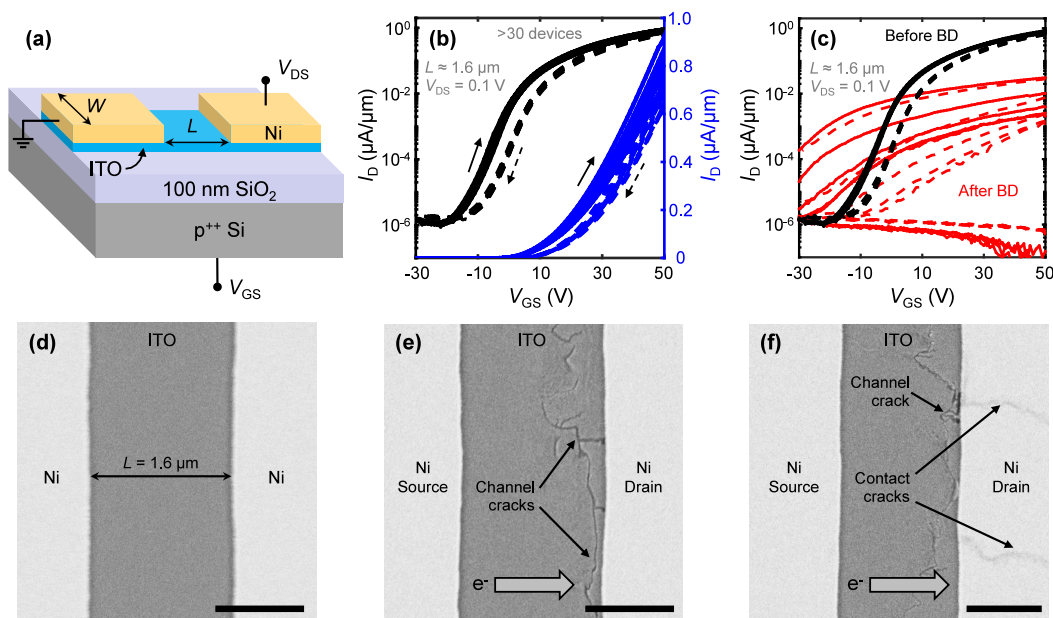 (a)
V_DS
W
L
Ni
ITO
100 nm SiO₂
p⁺⁺ Si
V_GS
(b)
>30 devices
L ≈ 1.6 µm
V_DS = 0.1 V
10⁰
10⁻²
10⁻⁴
10⁻⁶
I_D (µA/µm)
1.0
0.8
0.6
0.4
0.2
0
I_D (µA/µm)
-30
-10
10
30
50
V_GS (V)
(c)
Before BD
L ≈ 1.6 µm
V_DS = 0.1 V
After BD
10⁰
10⁻²
10⁻⁴
10⁻⁶
I_D (µA/µm)
-30
-10
10
30
50
V_GS (V)
(d)
ITO
L = 1.6 µm
Ni
Ni
(e)
ITO
Ni
Source
Channel
cracks
Ni
Drain
e⁻
(f)
ITO
Channel
crack
Ni
Source
Contact
cracks
Ni
Drain
e⁻